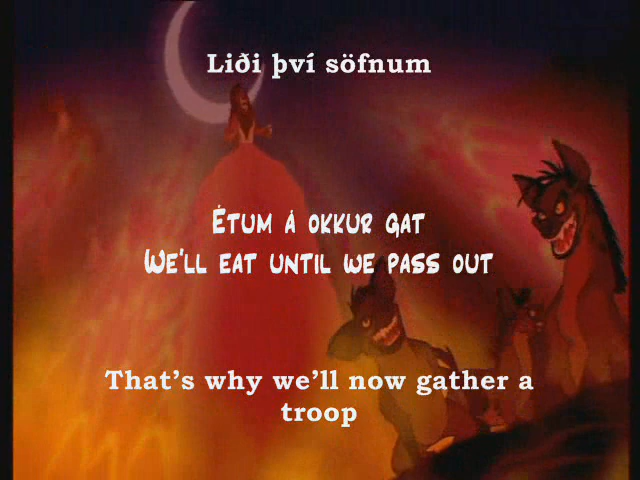 Liði því söfnum
Étum á okkur gat
We'll eat until we pass out
That's why we'll now gather a
troop